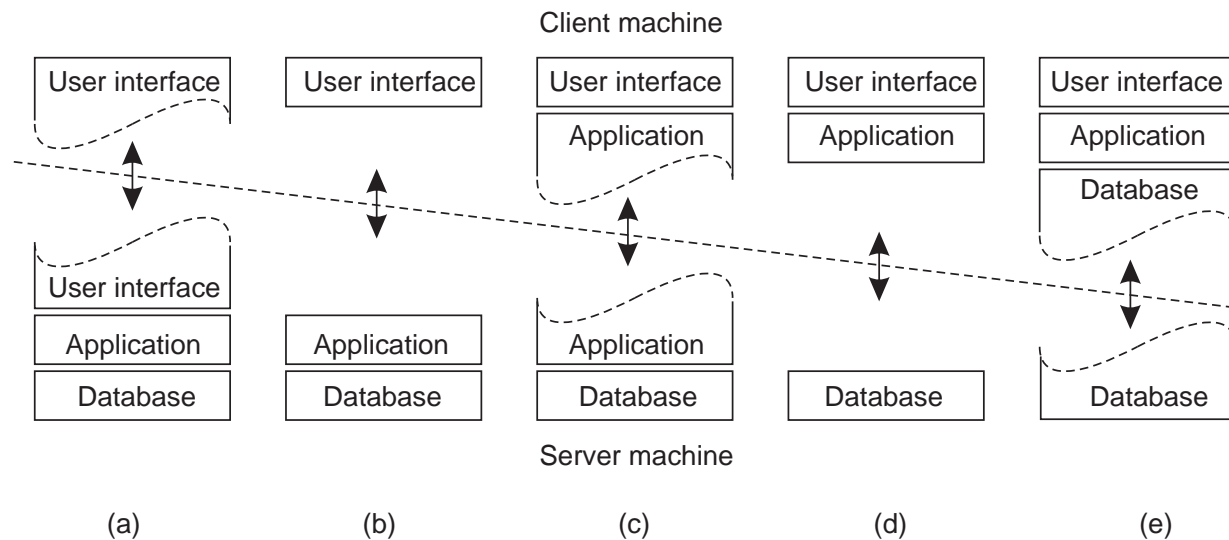 Client machine
User interface
User interface
User interface
User interface
User interface
Application
Application
Application
Database
User interface
Application
Application
Application
Database
Database
Database
Database
Database
Server machine
(a)
(b)
(c)
(d)
(e)